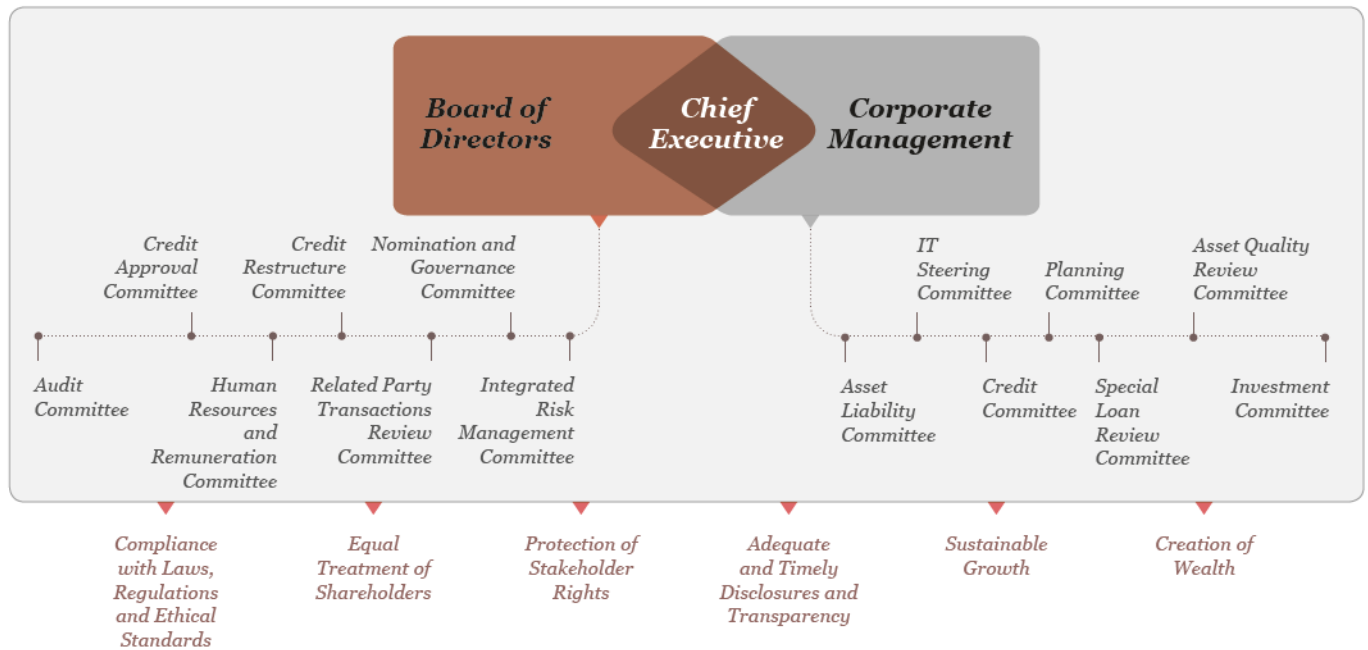 Board of
Directors
Chief
Executive
Corporate
Management
Credit
Approval
Committee
Credit
Restructure
Committee
Nomination and
Governance
Committee
IT
Steering
Committee
Planning
Committee
Asset Quality
Review
Committee
Audit
Committee
Human
Resources
and
Remuneration
Committee
Related Party
Transactions
Review
Committee
Integrated
Risk
Management
Committee
Asset
Liability
Committee
Credit
Committee
Special
Loan
Review
Committee
Investment
Committee
Compliance
with Laws,
Regulations
and Ethical
Standards
Equal
Treatment of
Shareholders
Protection of
Stakeholder
Rights
Adequate
and Timely
Disclosures and
Transparency
Sustainable
Growth
Creation of
Wealth